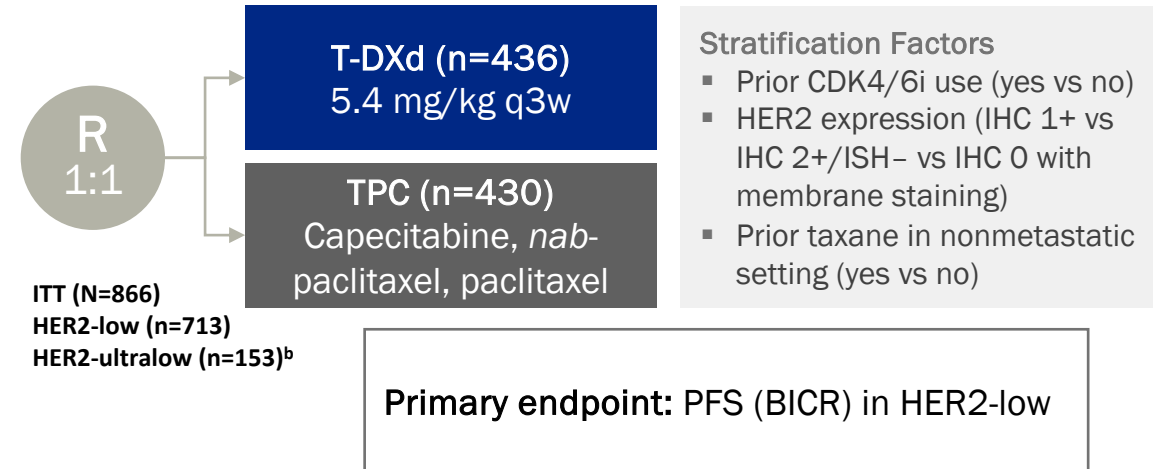 R
1:1
T-DXd (n=436)
5.4 mg/kg q3w
TPC (n=430)
Capecitabine, nab-
paclitaxel, paclitaxel
Stratification Factors
▪ Prior CDK4/6i use (yes vs no)
▪ HER2 expression (IHC 1+ vs
IHC 2+/ISH– vs IHC 0 with
membrane staining)
▪ Prior taxane in nonmetastatic
setting (yes vs no)
ITT (N=866)
HER2-low (n=713)
HER2-ultralow (n=153)ᵇ
Primary endpoint: PFS (BICR) in HER2-low